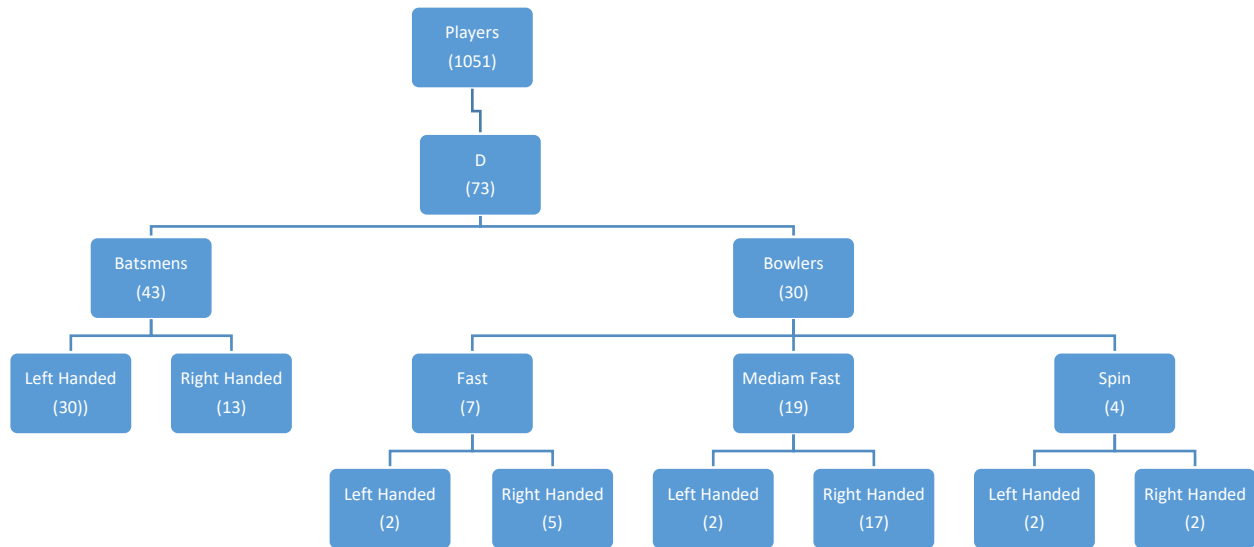 Players
(1051)
D
(73)
Batsmens
(43)
Bowlers
(30)
Left Handed
(30))
Right Handed
(13)
Fast
(7)
Mediam Fast
(19)
Spin
(4)
Left Handed
(2)
Right Handed
(5)
Left Handed
(2)
Right Handed
(17)
Left Handed
(2)
Right Handed
(2)